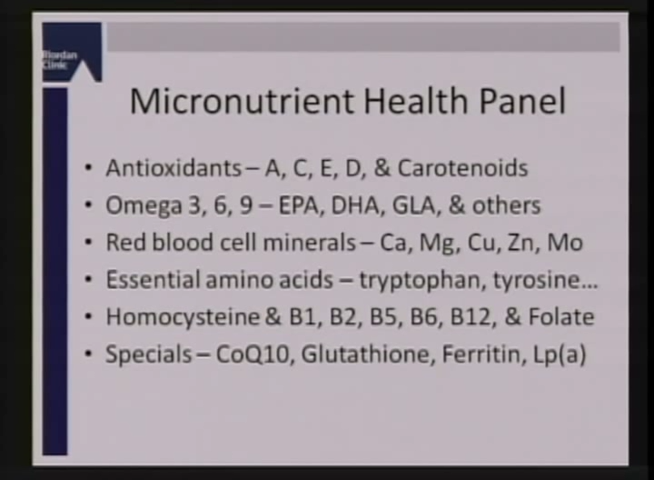 Riordan
Clinic
Micronutrient Health Panel
• Antioxidants – A, C, E, D, & Carotenoids
• Omega 3, 6, 9 – EPA, DHA, GLA, & others
• Red blood cell minerals – Ca, Mg, Cu, Zn, Mo
• Essential amino acids – tryptophan, tyrosine...
• Homocysteine & B1, B2, B5, B6, B12, & Folate
• Specials – CoQ10, Glutathione, Ferritin, Lp(a)